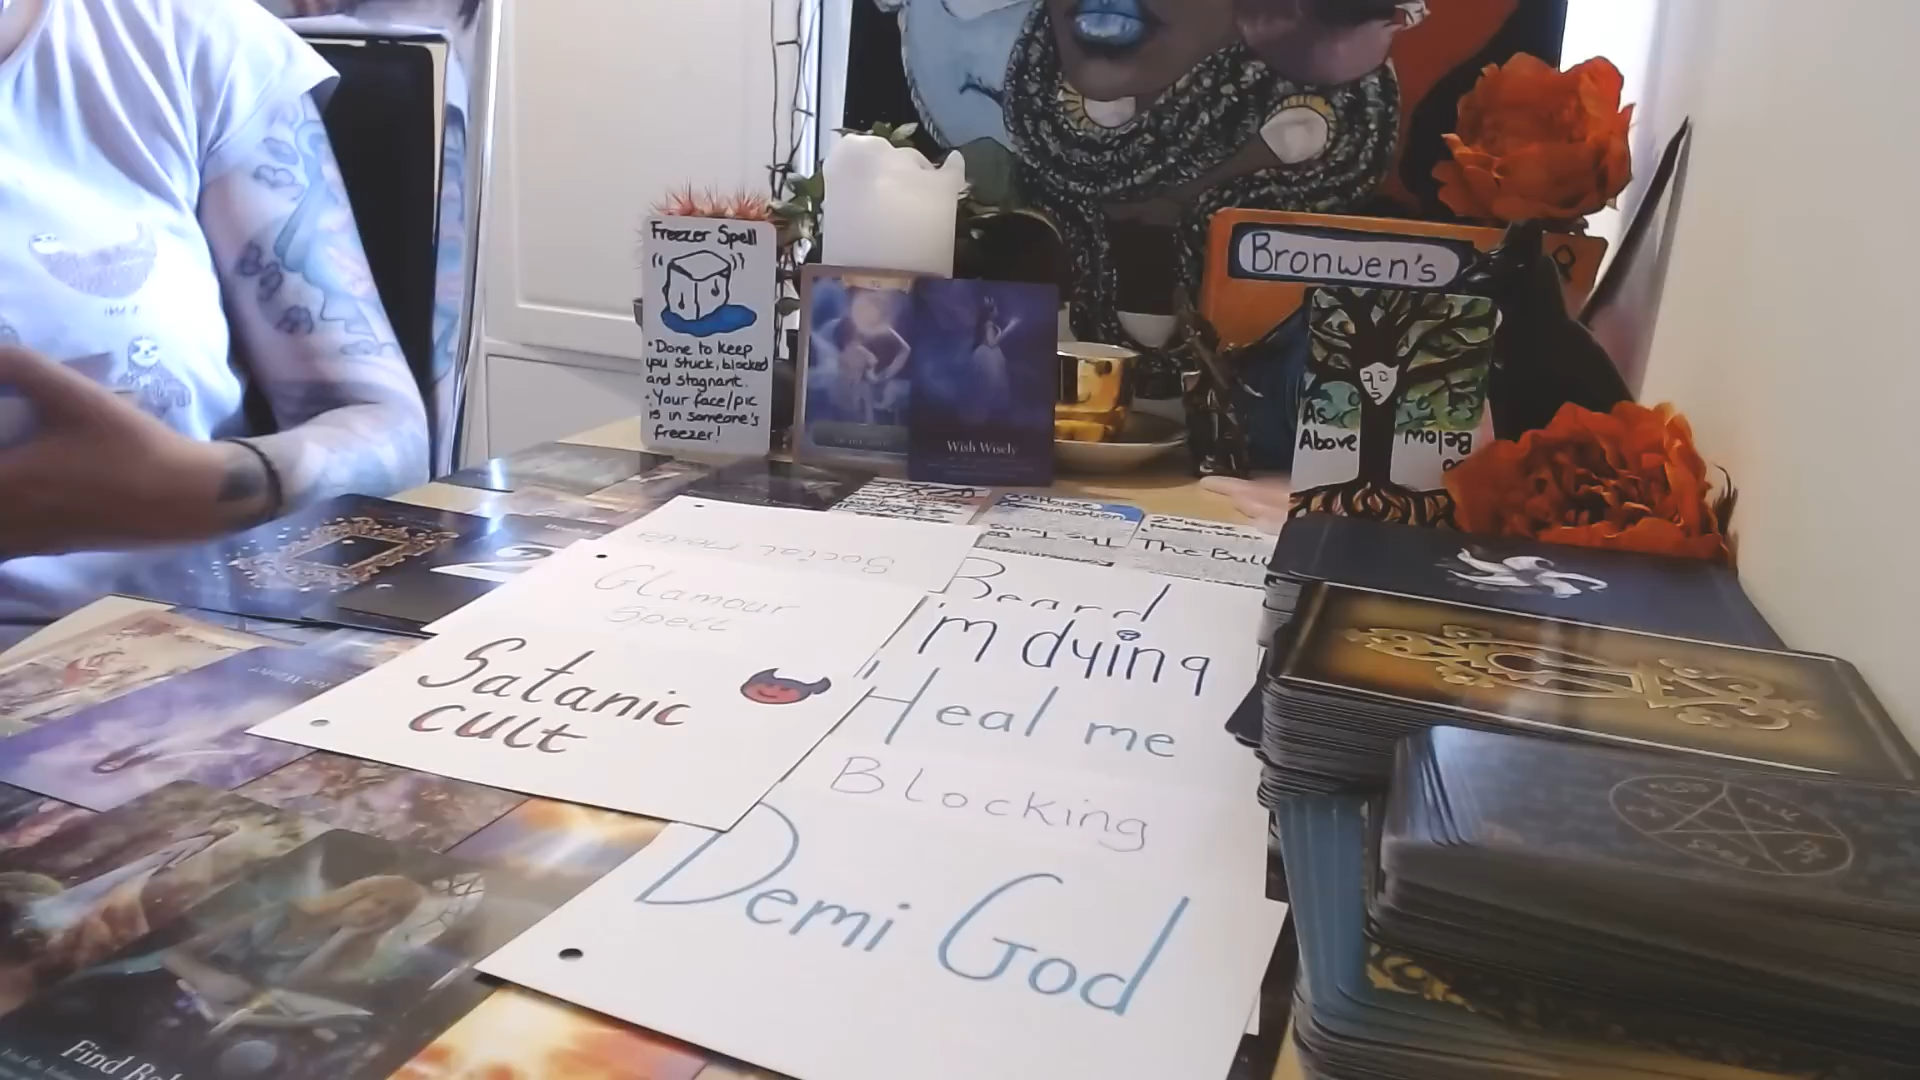 Freezer Spell
• Done to keep
you stuck, blocked
and stagnant.
• Your face/pic
is in someone's
freezer!
Wish Wisely
Bronwen's
As
Above
Below
Communication
The Bull
Social Media
Glamour
Spell
Satanic
cult
Beard
I'm dying
Heal me
Blocking
Demi God
Find